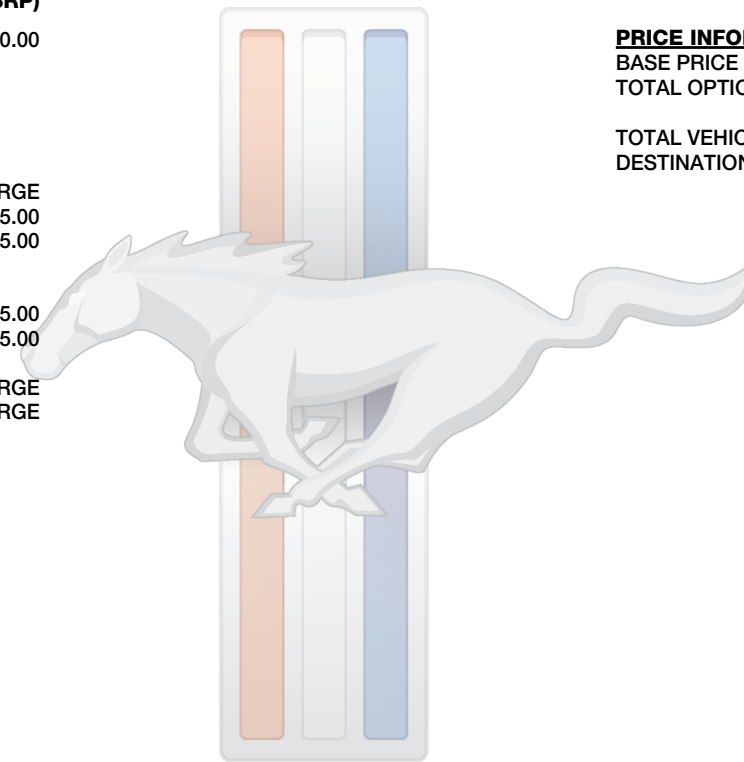 SRP)
0.00
RGE
5.00
5.00
5.00
5.00
RGE
RGE
PRICE INFO
BASE PRICE
TOTAL OPTIO
TOTAL VEHIC
DESTINATION